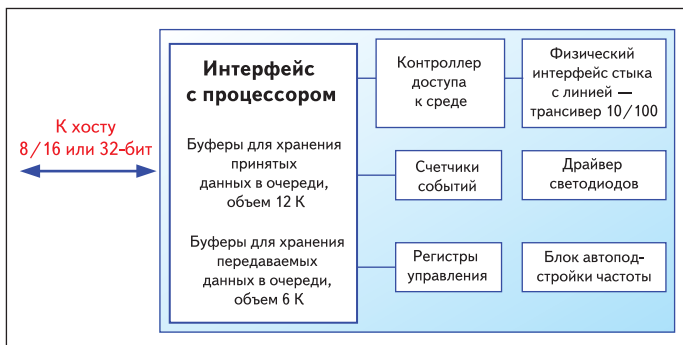 К хосту
8/16 или 32-бит
Интерфейс
с процессором
Буферы для хранения
принятых
данных в очереди,
объем 12 К
Буферы для хранения
передаваемых
данных в очереди,
объем 6 К
Контроллер
доступа
к среде
Физический
интерфейс стыка
с линией —
трансивер 10/100
Счетчики
событий
Драйвер
светодиодов
Регистры
управления
Блок автопод-
стройки частоты